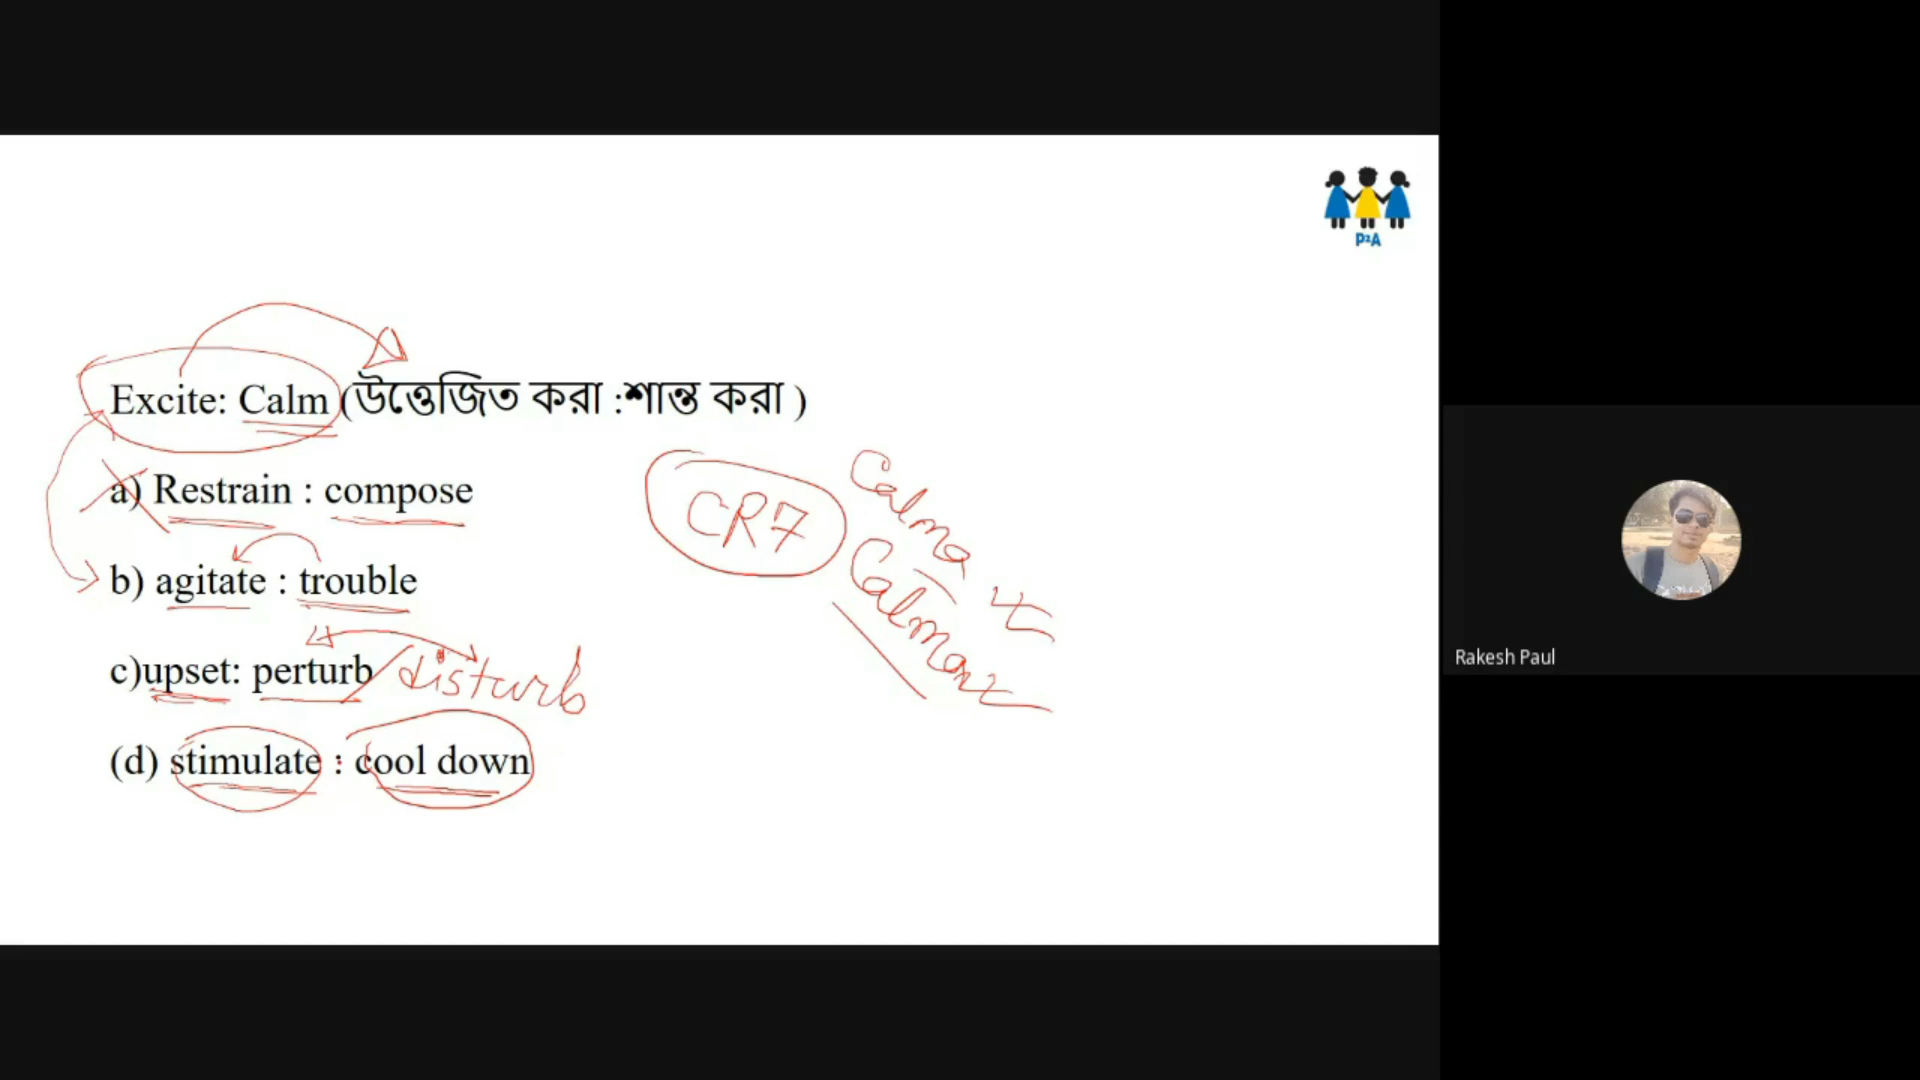 P²A
Excite: Calm (উত্তেজিত করা :শান্ত করা )
a) Restrain : compose
CR7
Calma
b) agitate : trouble
c)upset: perturb/disturb
(d) stimulate : cool down
Rakesh Paul